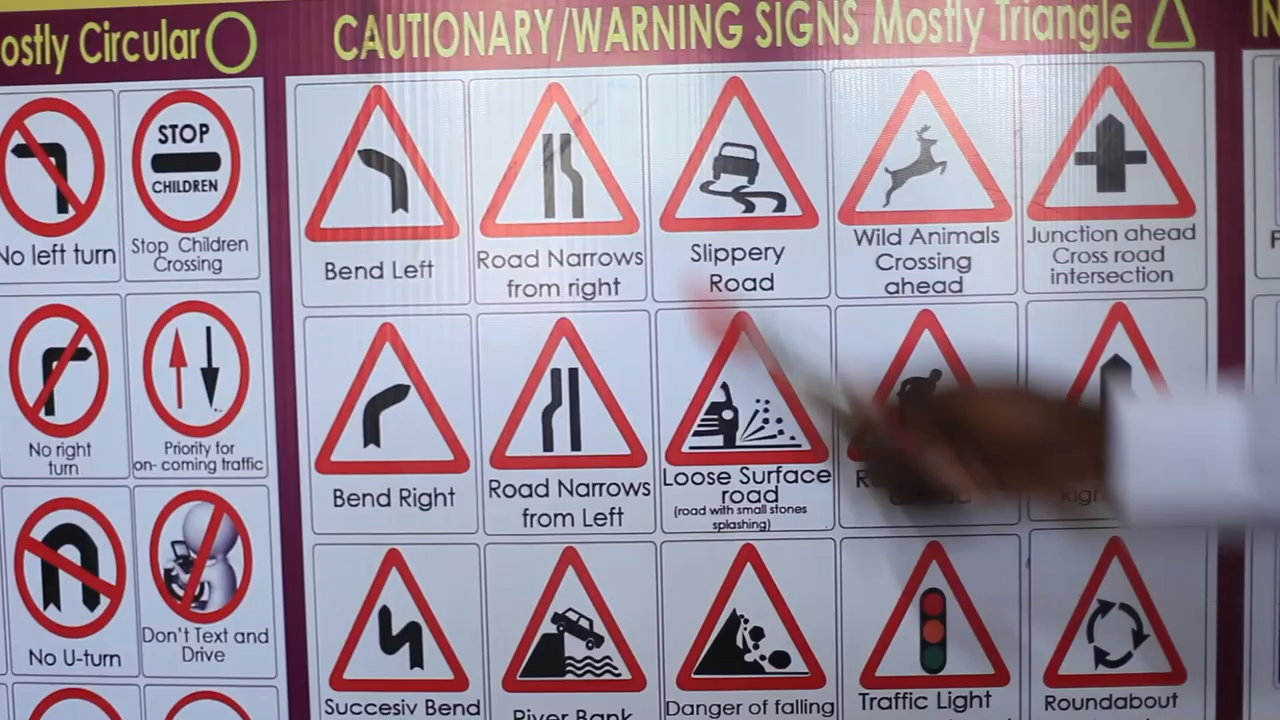 ostly Circular
CAUTIONARY/WARNING SIGNS Mostly Triangle
IN
STOP
CHILDREN
No left turn
Stop Children
Crossing
Bend Left
Road Narrows
from right
Slippery
Road
Wild Animals
Crossing
ahead
Junction ahead
Cross road
intersection
No right
turn
Priority for
on- coming traffic
Bend Right
Road Narrows
from Left
Loose Surface
road
(road with small stones
splashing)
No U-turn
Don't Text and
Drive
Succesiv Bend
River Bank
Danger of falling
Traffic Light
Roundabout